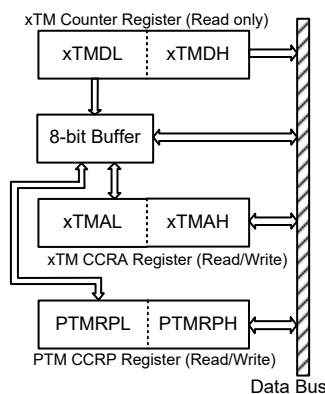 xTM Counter Register (Read only)
xTMDL xTMDH
8-bit Buffer
xTMAL xTMAH
xTM CCRA Register (Read/Write)
PTMRPL PTMRPH
PTM CCRP Register (Read/Write)
Data Bus